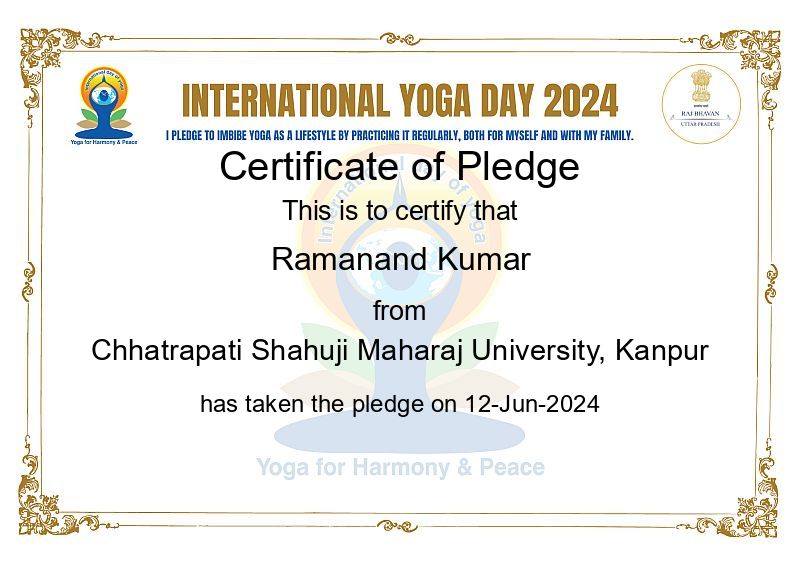 International day of yoga
Yoga for Harmony & Peace
INTERNATIONAL YOGA DAY 2024
I PLEDGE TO IMBIBE YOGA AS A LIFESTYLE BY PRACTICING IT REGULARLY, BOTH FOR MYSELF AND WITH MY FAMILY.
RAJ BHAVAN
UTTAR PRADESH
Certificate of Pledge
This is to certify that
International day of yoga
Ramanand Kumar
from
Chhatrapati Shahuji Maharaj University, Kanpur
has taken the pledge on 12-Jun-2024
Yoga for Harmony & Peace